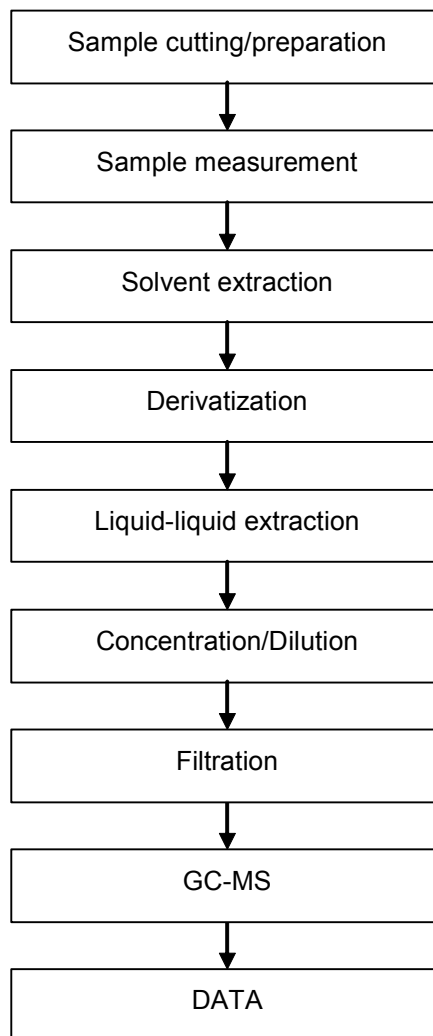 Sample cutting/preparation
Sample measurement
Solvent extraction
Derivatization
Liquid-liquid extraction
Concentration/Dilution
Filtration
GC-MS
DATA